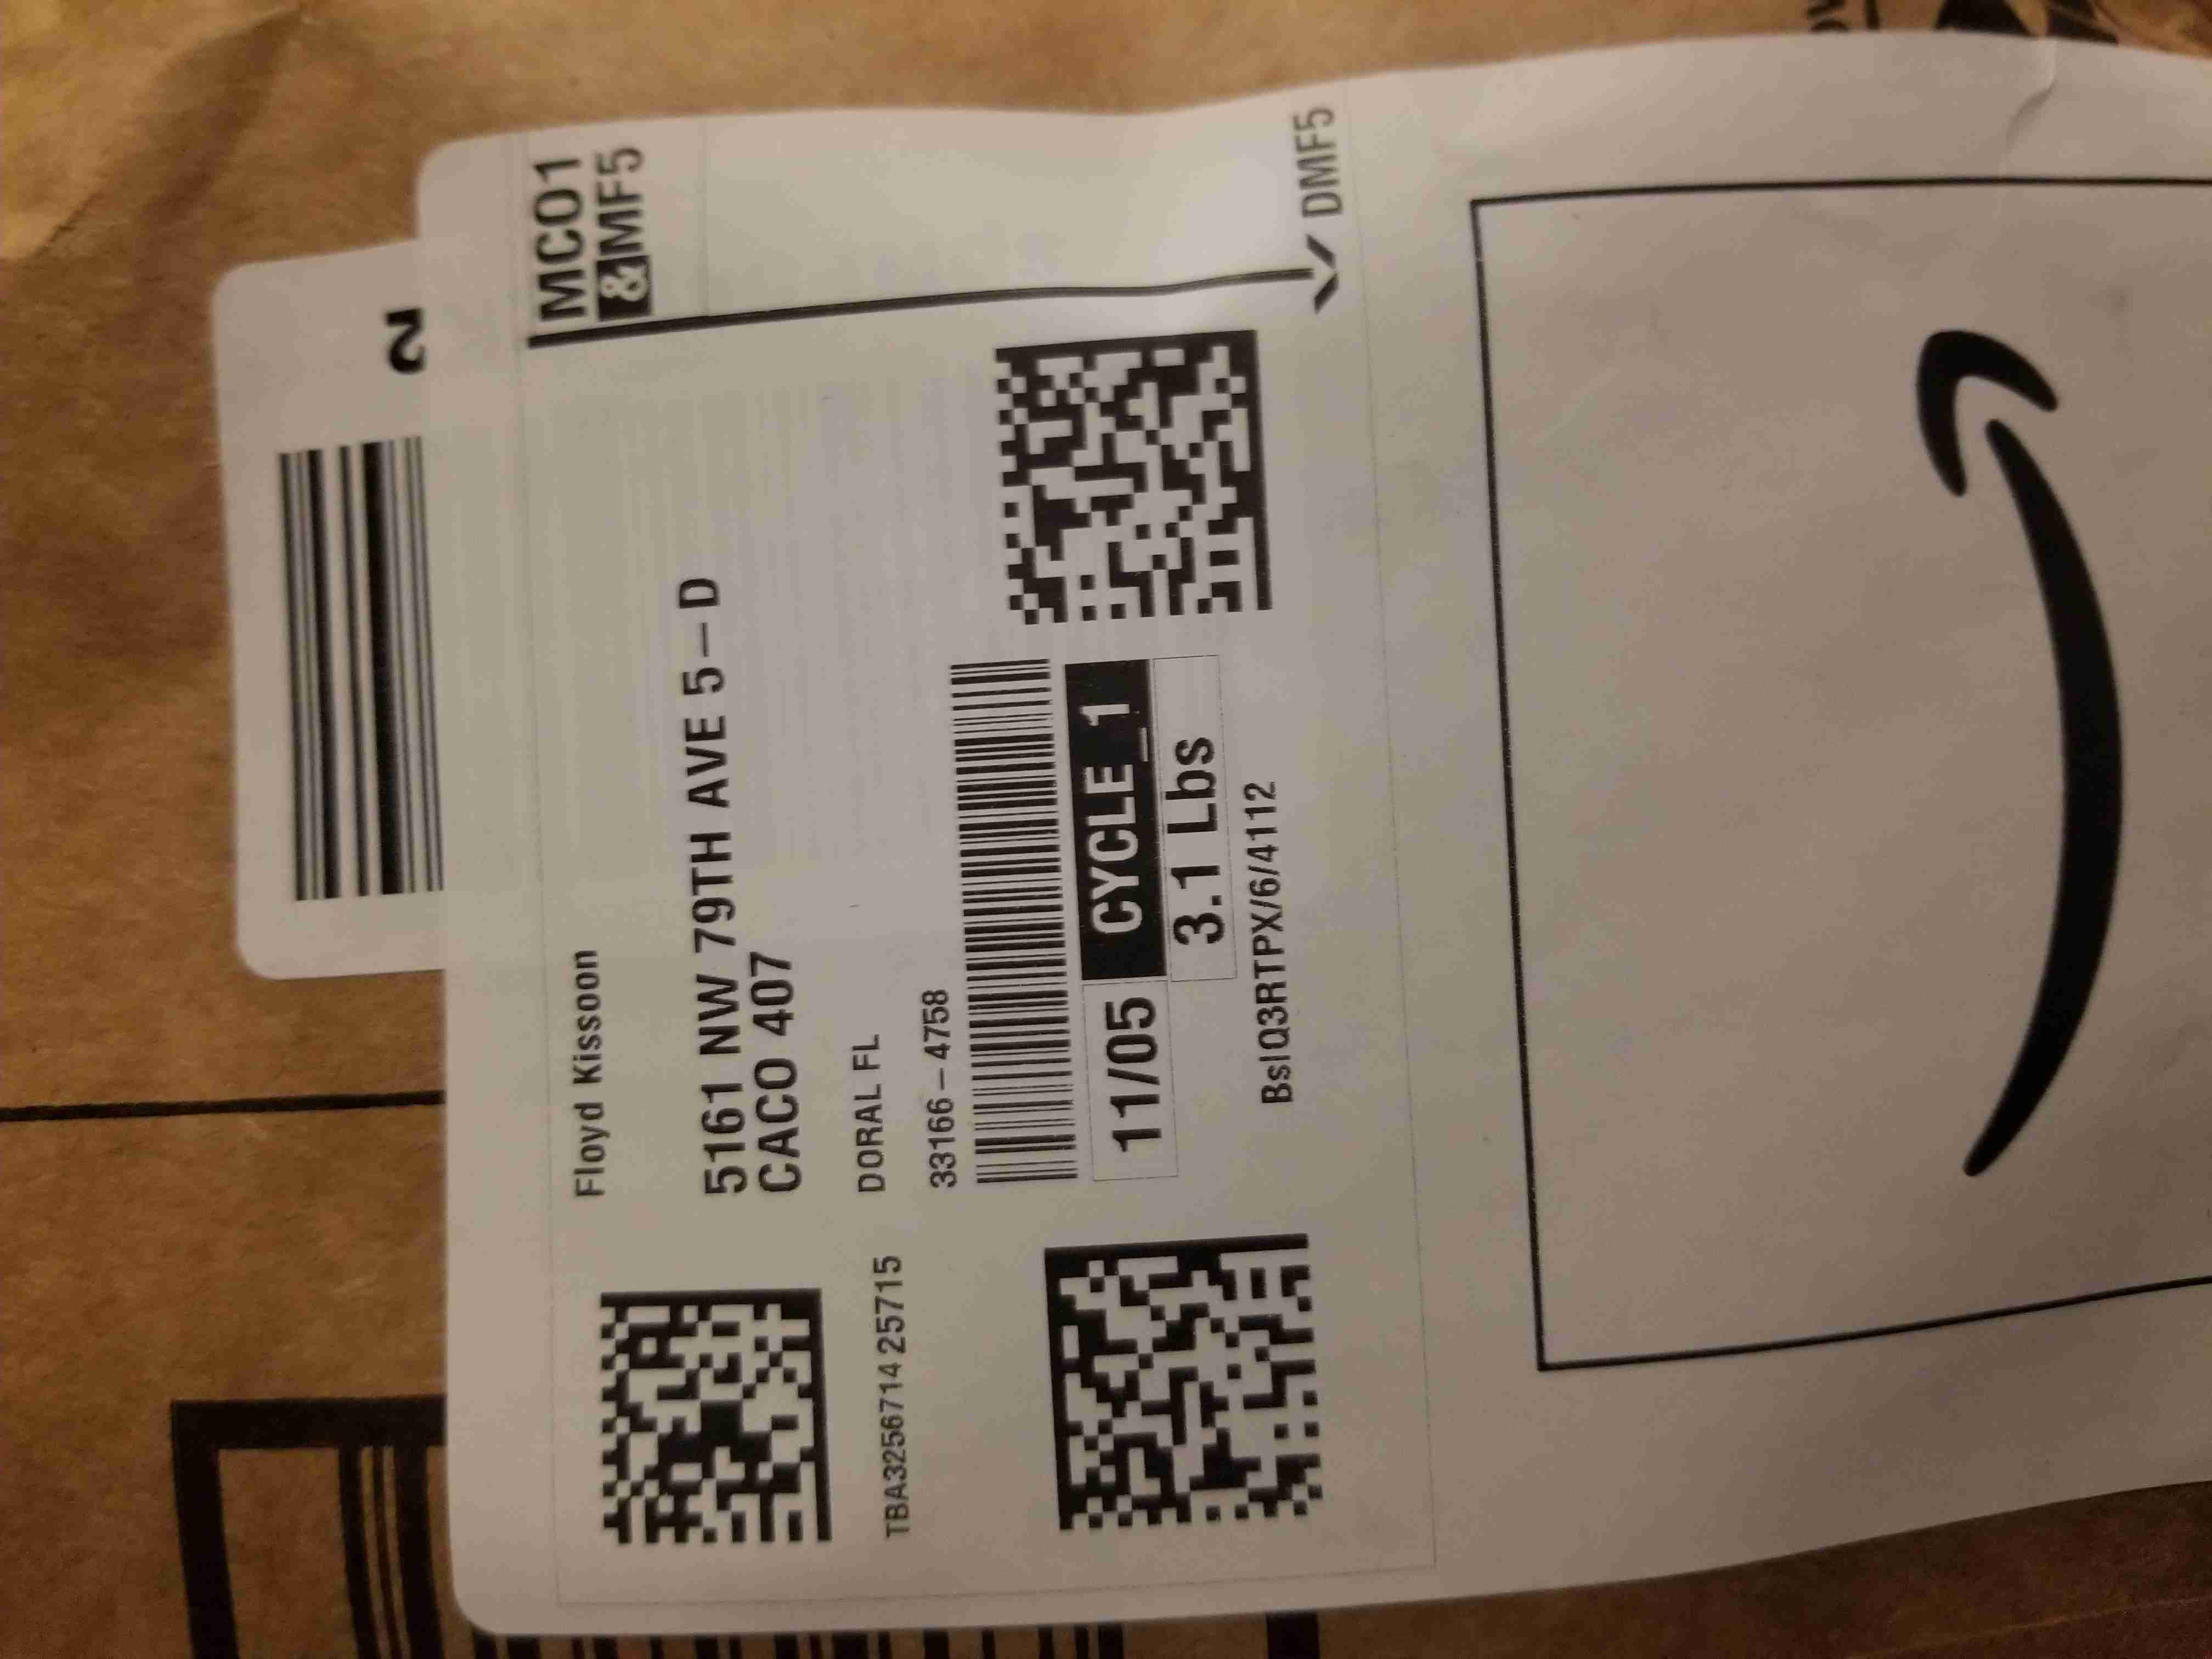 2
MCO1
&MF5
Floyd Kissoon
5161 NW 79TH AVE 5-D
CACO 407
DORAL FL
33166-4758
TBA325671425715
11/05 CYCLE_1
3.1 Lbs
BsIQ3RTPX/6/4112
DMF5